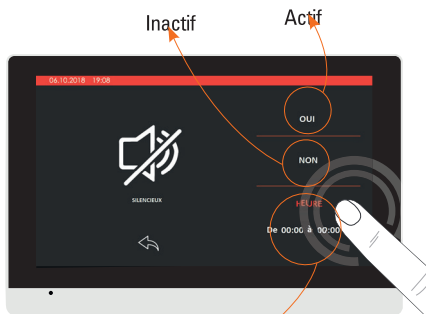 Inactif
Actif
06.10.2018 19:08
OUI
NON
SILENCIEUX
HEURE
De 00:00 à 00:00